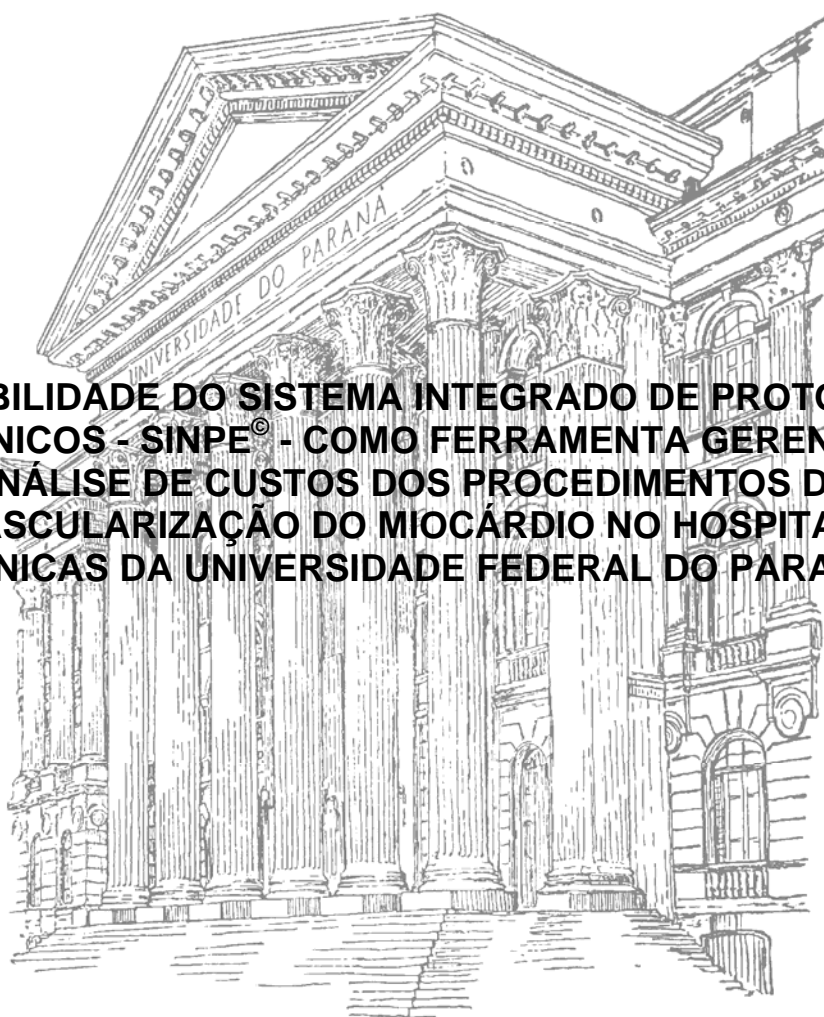 UNIVERSIDADE DO PARANÁ
BILIDADE DO SISTEMA INTEGRADO DE PROTO
NICOS - SINPE© - COMO FERRAMENTA GEREN
NÁLISE DE CUSTOS DOS PROCEDIMENTOS D
ASCULARIZAÇÃO DO MIOCÁRDIO NO HOSPITA
NICAS DA UNIVERSIDADE FEDERAL DO PARA